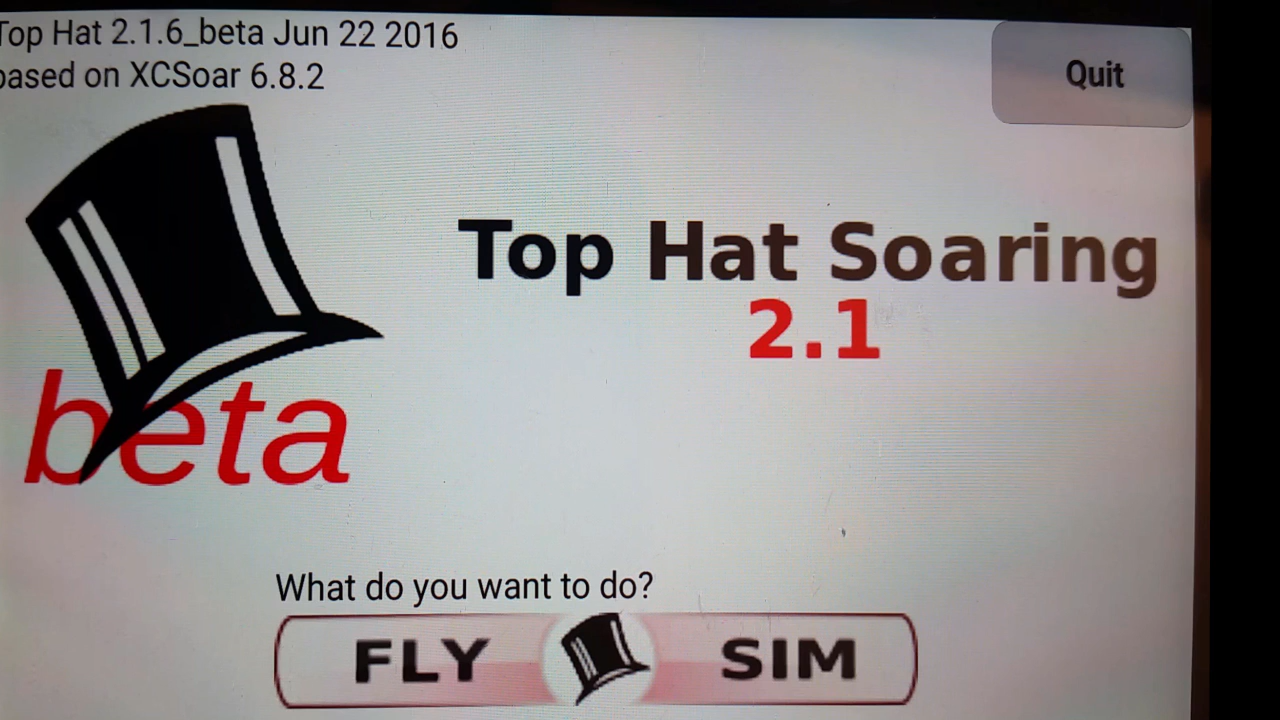 Top Hat 2.1.6_beta Jun 22 2016
based on XCSoar 6.8.2
Quit
Top Hat Soaring
2.1
beta
What do you want to do?
FLY SIM